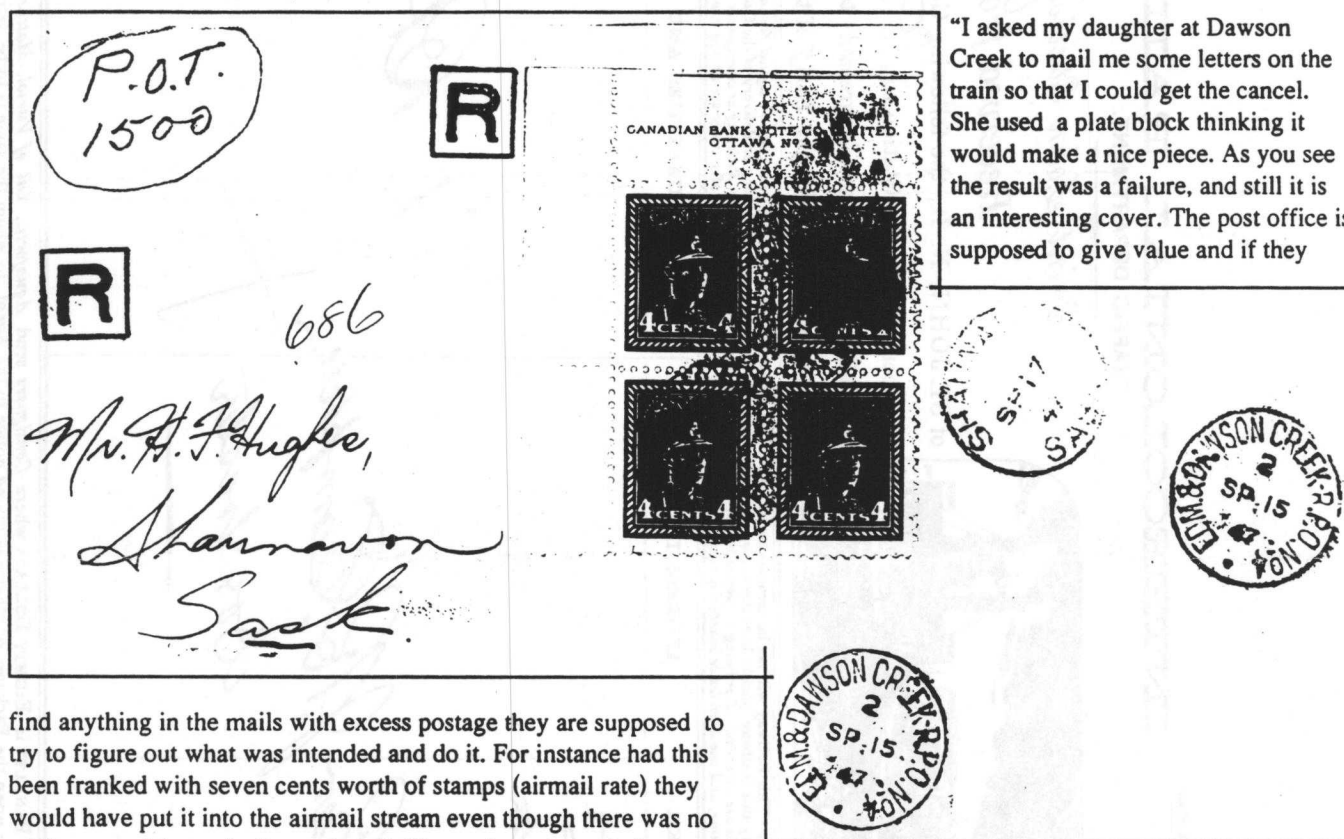 P.O.T.
1500
R
R
686
Mr. H. F. Hughes,
Shaunavon
Sask.
CANADIAN BANK NOTE CO. LIMITED.
OTTAWA Nº
4 CENTS 4
CENTS
4 CENTS 4
4 CENTS 4
"I asked my daughter at Dawson
Creek to mail me some letters on the
train so that I could get the cancel.
She used a plate block thinking it
would make a nice piece. As you see
the result was a failure, and still it is
an interesting cover. The post office is
supposed to give value and if they
SP 17
47
EDM. & DAWSON CREEK. R.P.O. No4
2
SP. 15
47
EDM. & DAWSON CREEK. R.P.O. No4
2
SP. 15
47
find anything in the mails with excess postage they are supposed to
try to figure out what was intended and do it. For instance had this
been franked with seven cents worth of stamps (airmail rate) they
would have put it into the airmail stream even though there was no